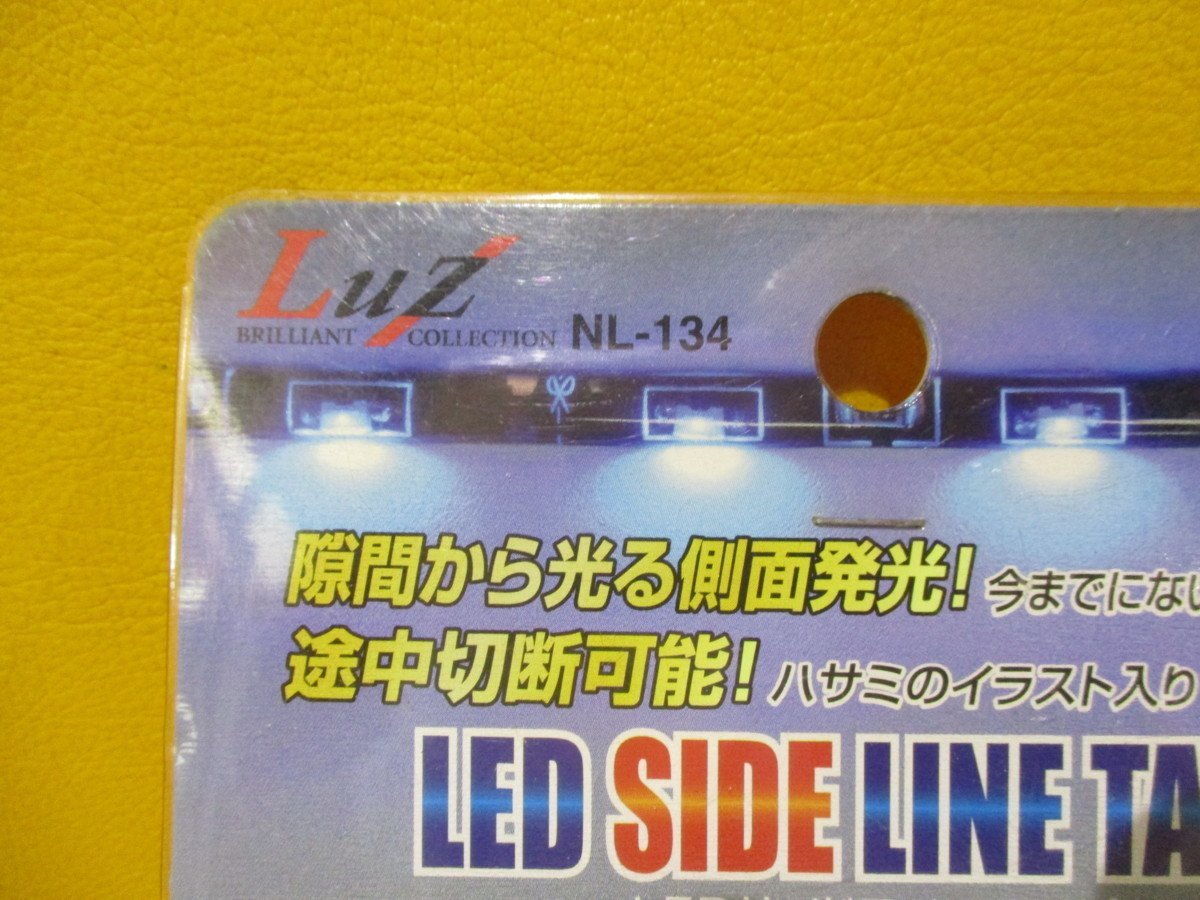 Luz
BRILLIANT COLLECTION NL-134
隙間から光る側面発光! 今までにない
途中切断可能! ハサミのイラスト入り
LED SIDE LINE TA